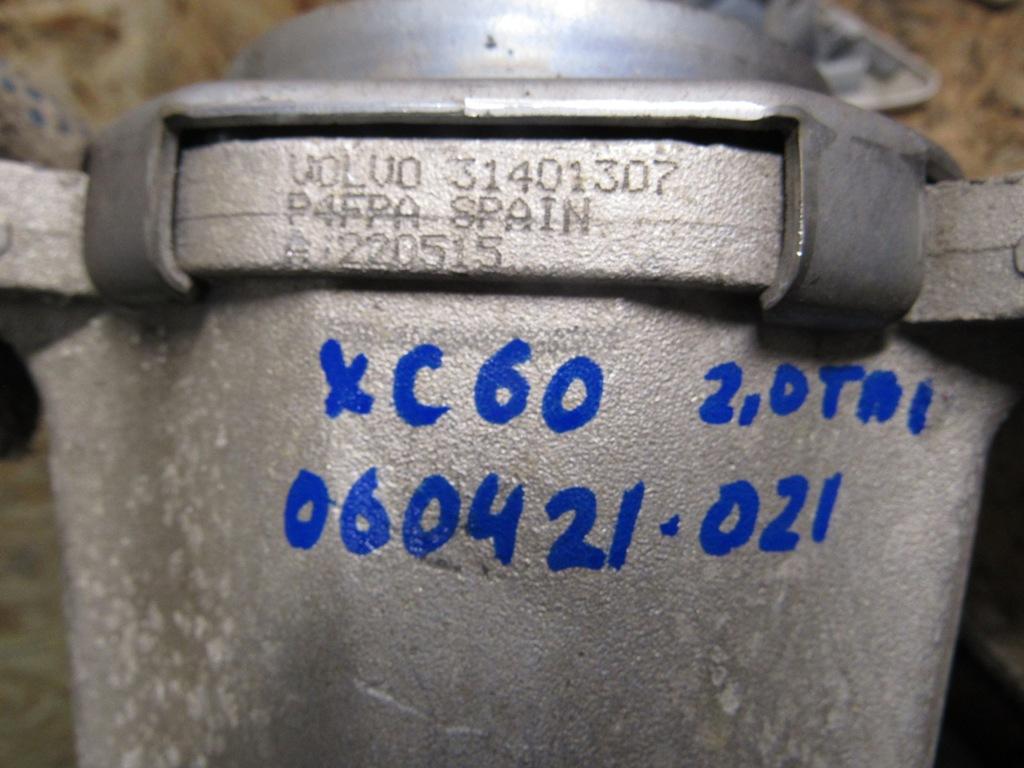 VOLVO 31401307
P4FPA SPAIN
A:220515
XC60 2,0TDI
060421-021